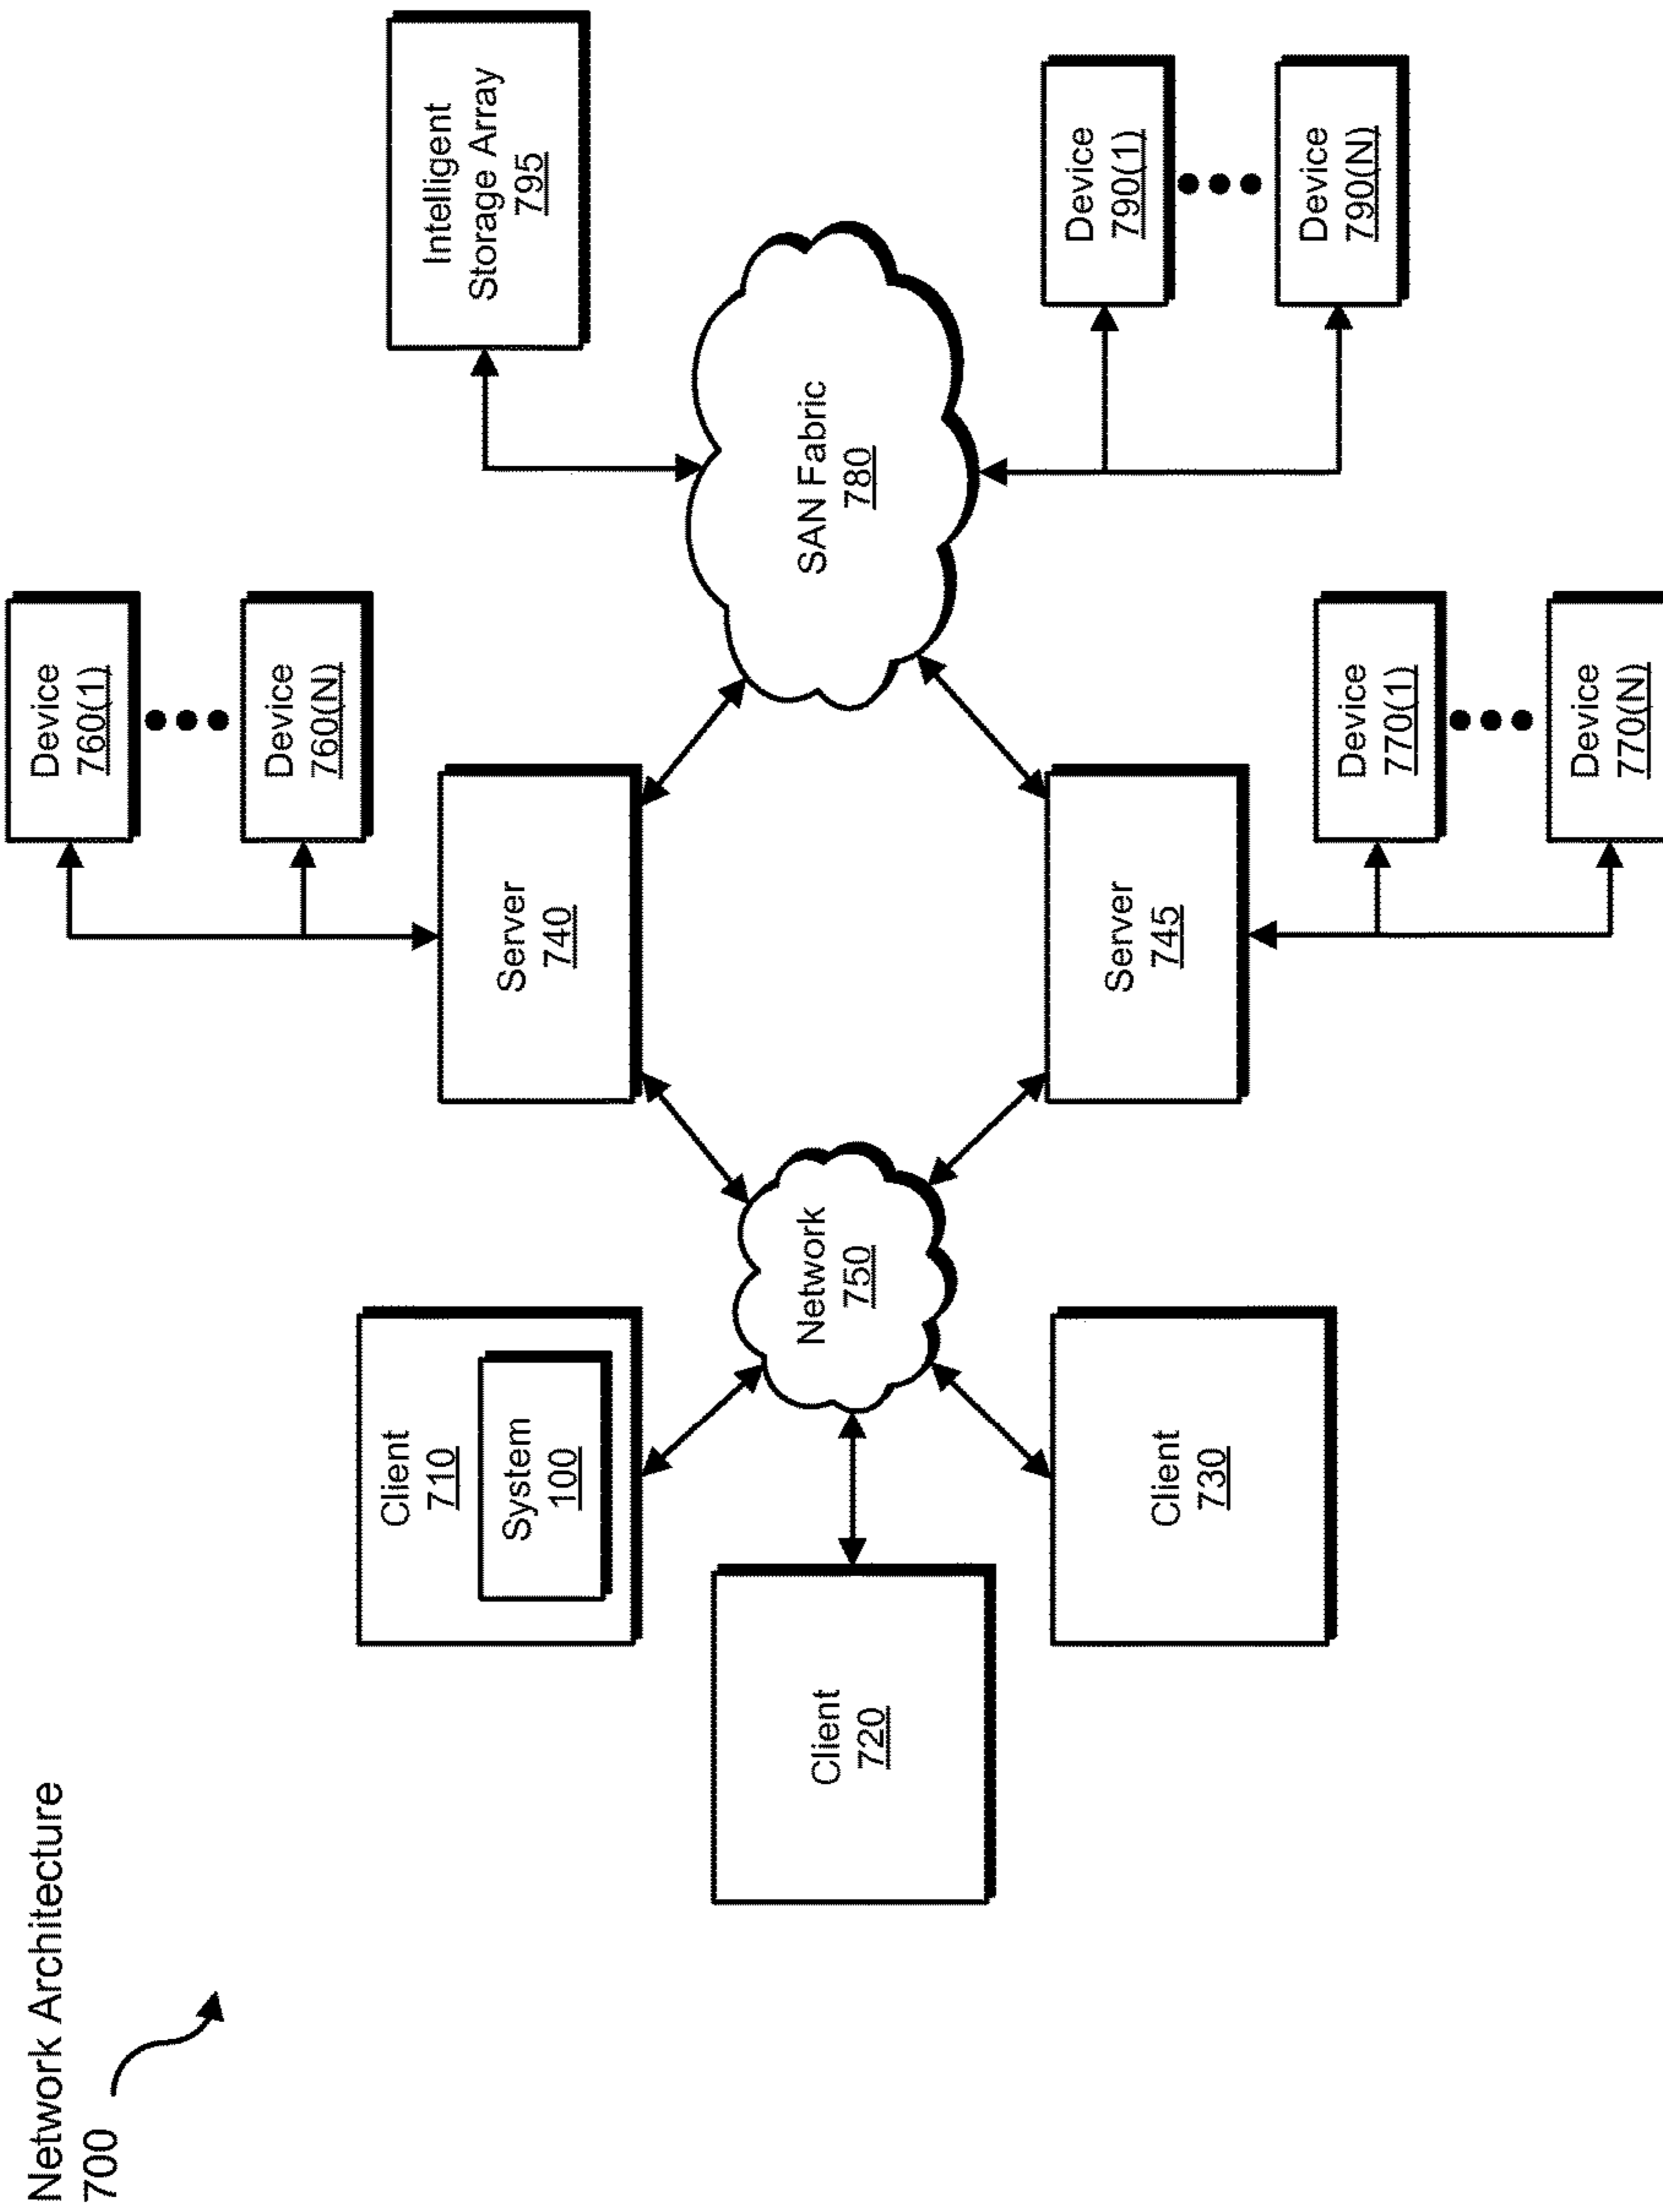 Network Architecture
700
Client
710
System
100
Client
720
Client
730
Network
750
Device
760(1)
Device
760(N)
Server
740
Server
745
Device
770(1)
Device
770(N)
SAN Fabric
780
Intelligent
Storage Array
795
Device
790(1)
Device
790(N)